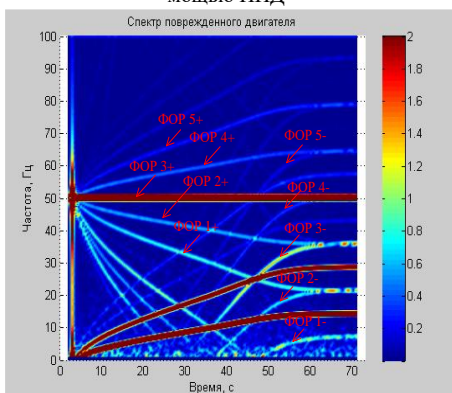 Спектр поврежденного двигателя
100
90
80
70
60
50
40
30
20
10
0
Частота, Гц
ФОР 5+
ФОР 4+
ФОР 3+
ФОР 2+
ФОР 1+
ФОР 5-
ФОР 4-
ФОР 3-
ФОР 2-
ФОР 1-
0 10 20 30 40 50 60 70
Время, с
2
1.8
1.6
1.4
1.2
1
0.8
0.6
0.4
0.2